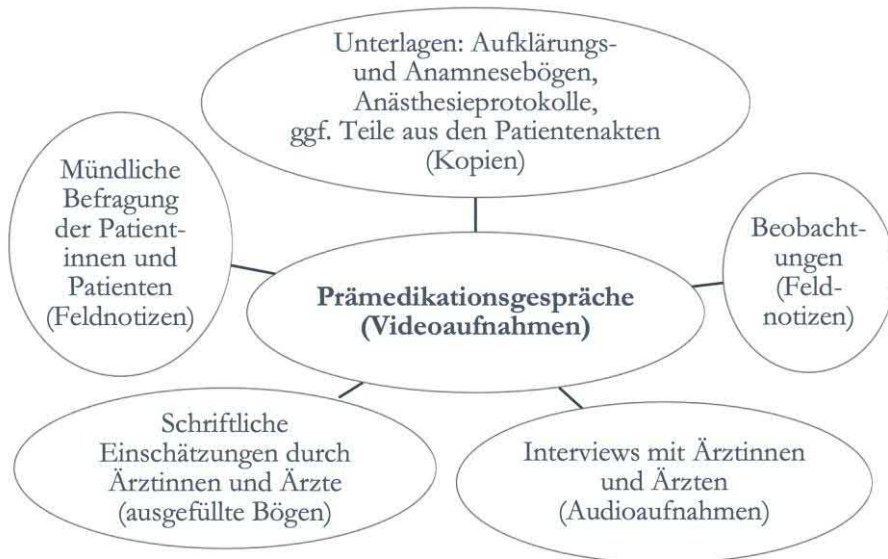 Unterlagen: Aufklärungs-
und Anamnesebögen,
Anästhesieprotokolle,
ggf. Teile aus den Patientenakten
(Kopien)
Mündliche
Befragung
der Patient-
innen und
Patienten
(Feldnotizen)
Beobacht-
ungen
(Feld-
notizen)
Prämedikationsgespräche
(Videoaufnahmen)
Schriftliche
Einschätzungen durch
Ärztinnen und Ärzte
(ausgefüllte Bögen)
Interviews mit Ärztinnen
und Ärzten
(Audioaufnahmen)